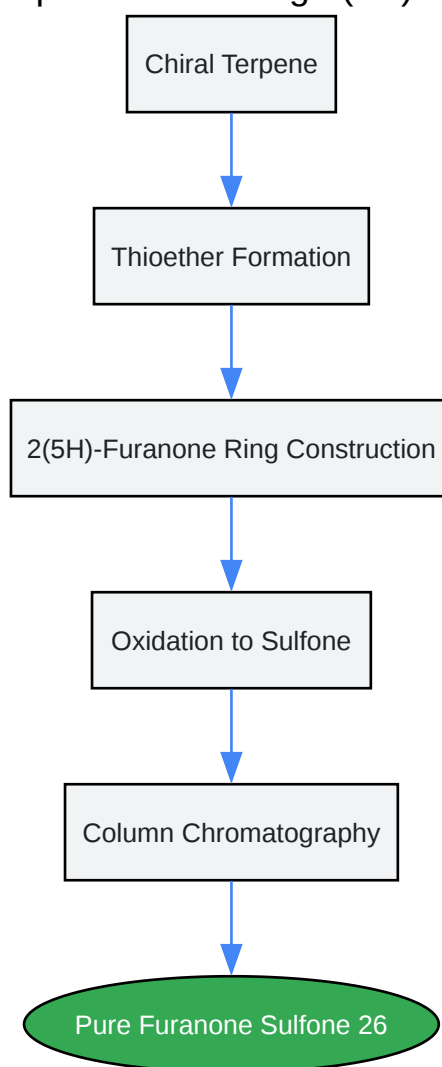 Chiral Terpene
Thioether Formation
2(5H)-Furanone Ring Construction
Oxidation to Sulfone
Column Chromatography
Pure Furanone Sulfone 26